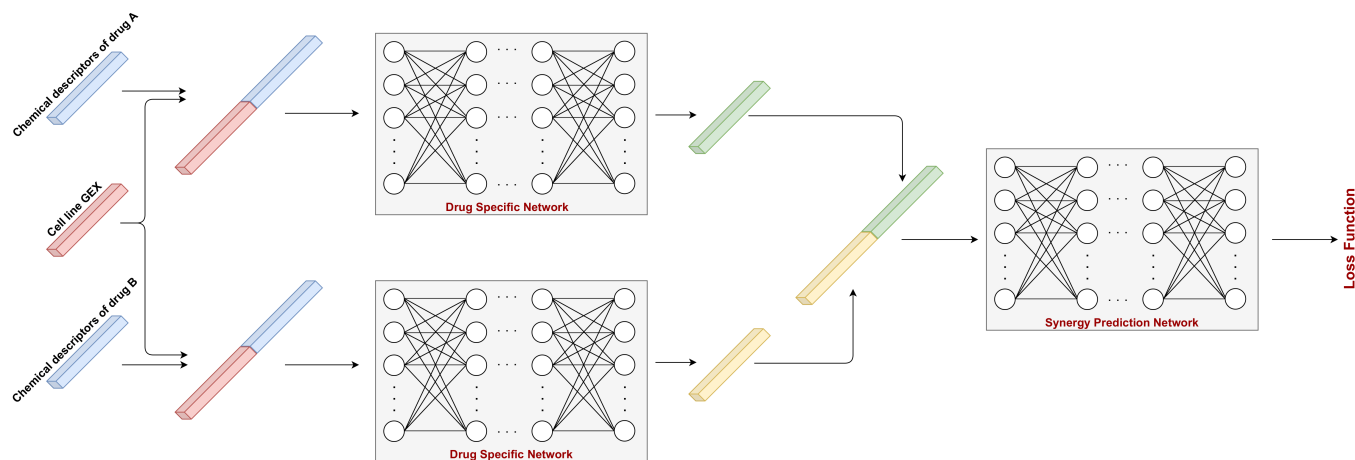 Chemical descriptors of drug A
Cell line GEX
Chemical descriptors of drug B
Drug Specific Network
Drug Specific Network
Synergy Prediction Network
Loss Function